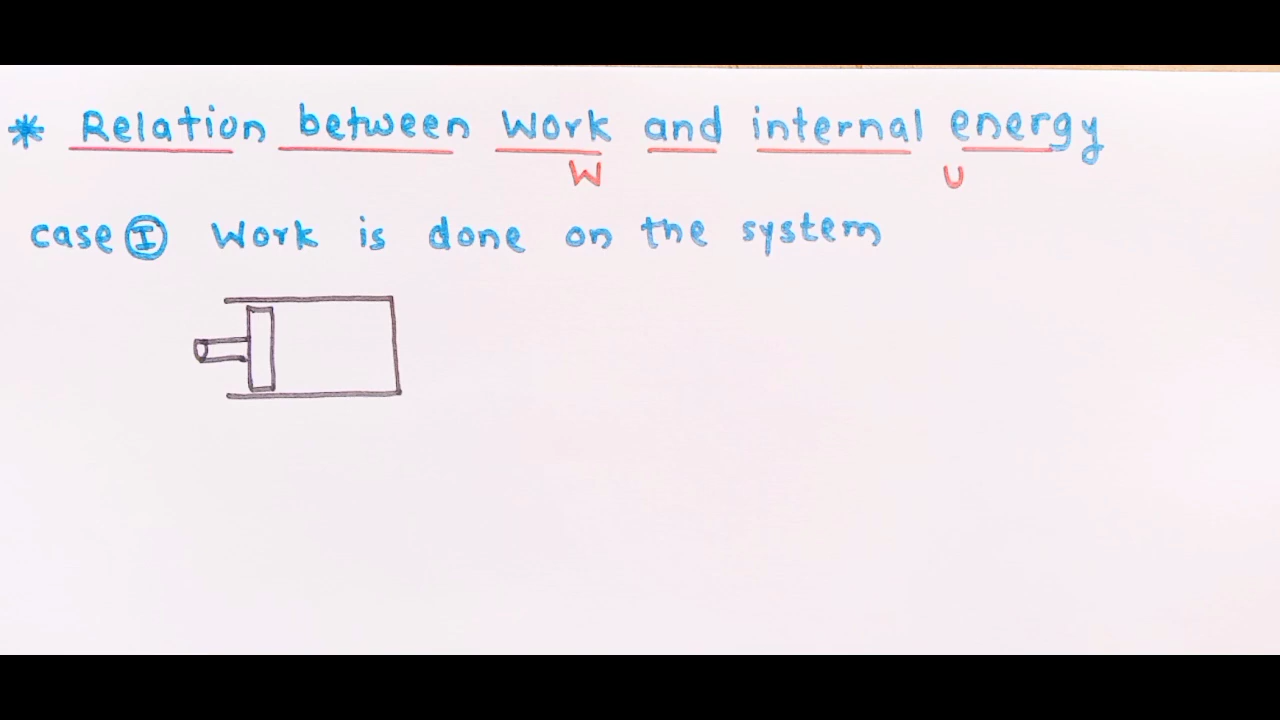 * Relation between Work and internal energy
W U
case I Work is done on the system